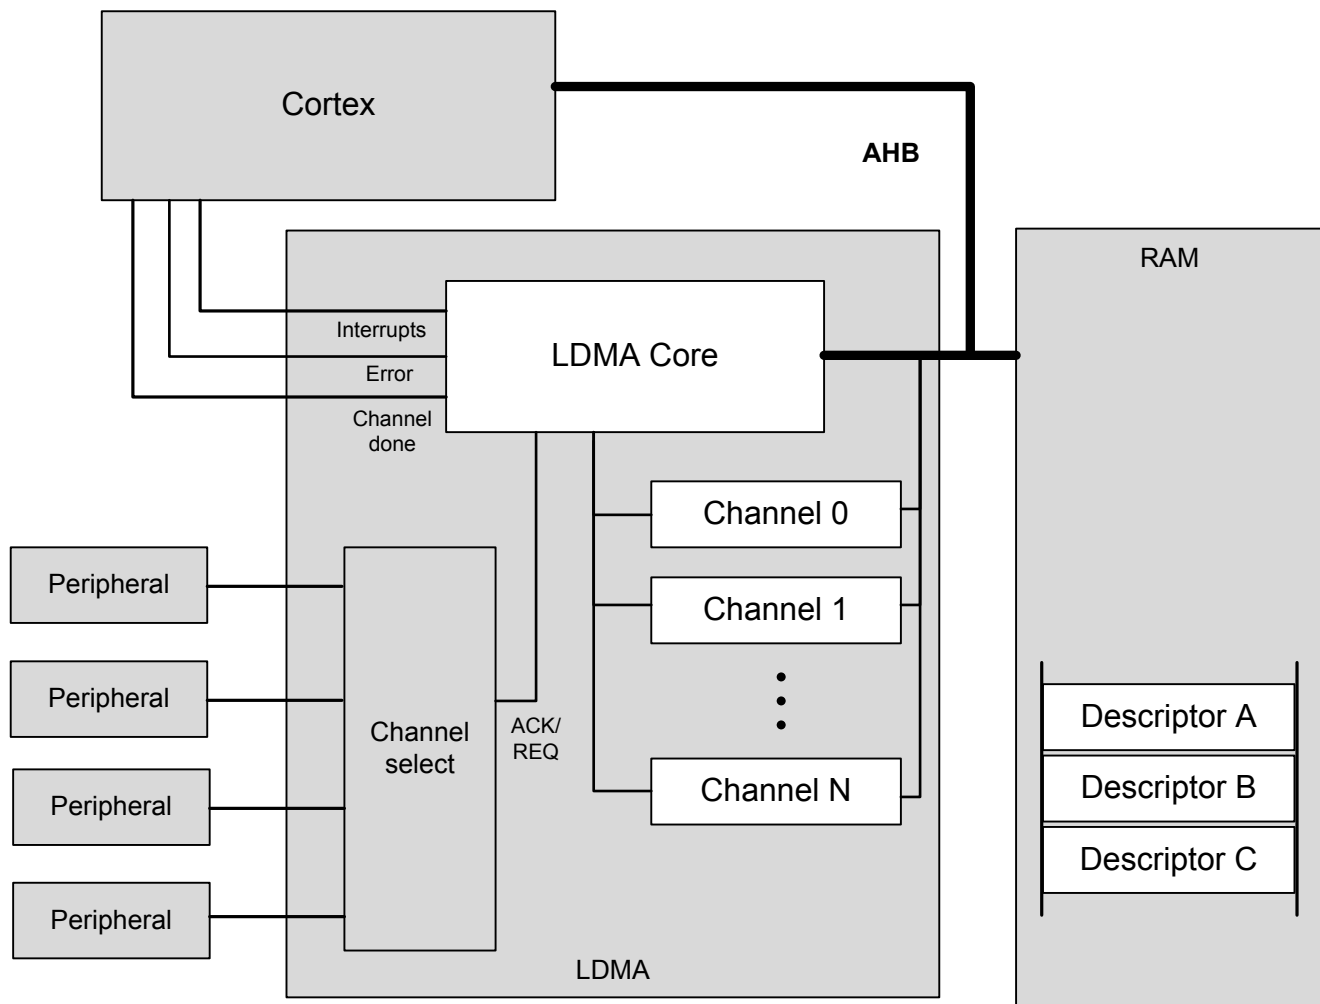 Cortex
AHB
RAM
Interrupts
LDMA Core
Error
Channel
done
Channel 0
Peripheral
Channel 1
Peripheral
Channel
select
ACK/
REQ
Descriptor A
Peripheral
Channel N
Descriptor B
Descriptor C
Peripheral
LDMA